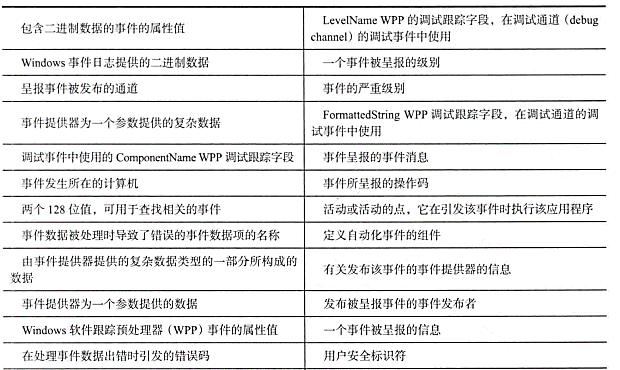 包含二进制数据的事件的属性值
LevelName WPP 的调试跟踪字段，在调试通道（debug
channel）的调试事件中使用
Windows 事件日志提供的二进制数据
一个事件被呈报的级别
呈报事件被发布的通道
事件的严重级别
事件提供器为一个参数提供的复杂数据
FormattedString WPP 调试跟踪字段，在调试通道的调
试事件中使用
调试事件中使用的 ComponentName WPP 调试跟踪字段
事件呈报的事件消息
事件发生所在的计算机
事件所呈报的操作码
两个 128 位值，可用于查找相关的事件
活动或活动的点，它在引发该事件时执行该应用程序
事件数据被处理时导致了错误的事件数据项的名称
定义自动化事件的组件
由事件提供器提供的复杂数据类型的一部分所构成的
数据
有关发布该事件的事件提供器的信息
事件提供器为一个参数提供的数据
发布被呈报事件的事件发布者
Windows 软件跟踪预处理器（WPP）事件的属性值
一个事件被呈报的信息
在处理事件数据出错时引发的错误码
用户安全标识符